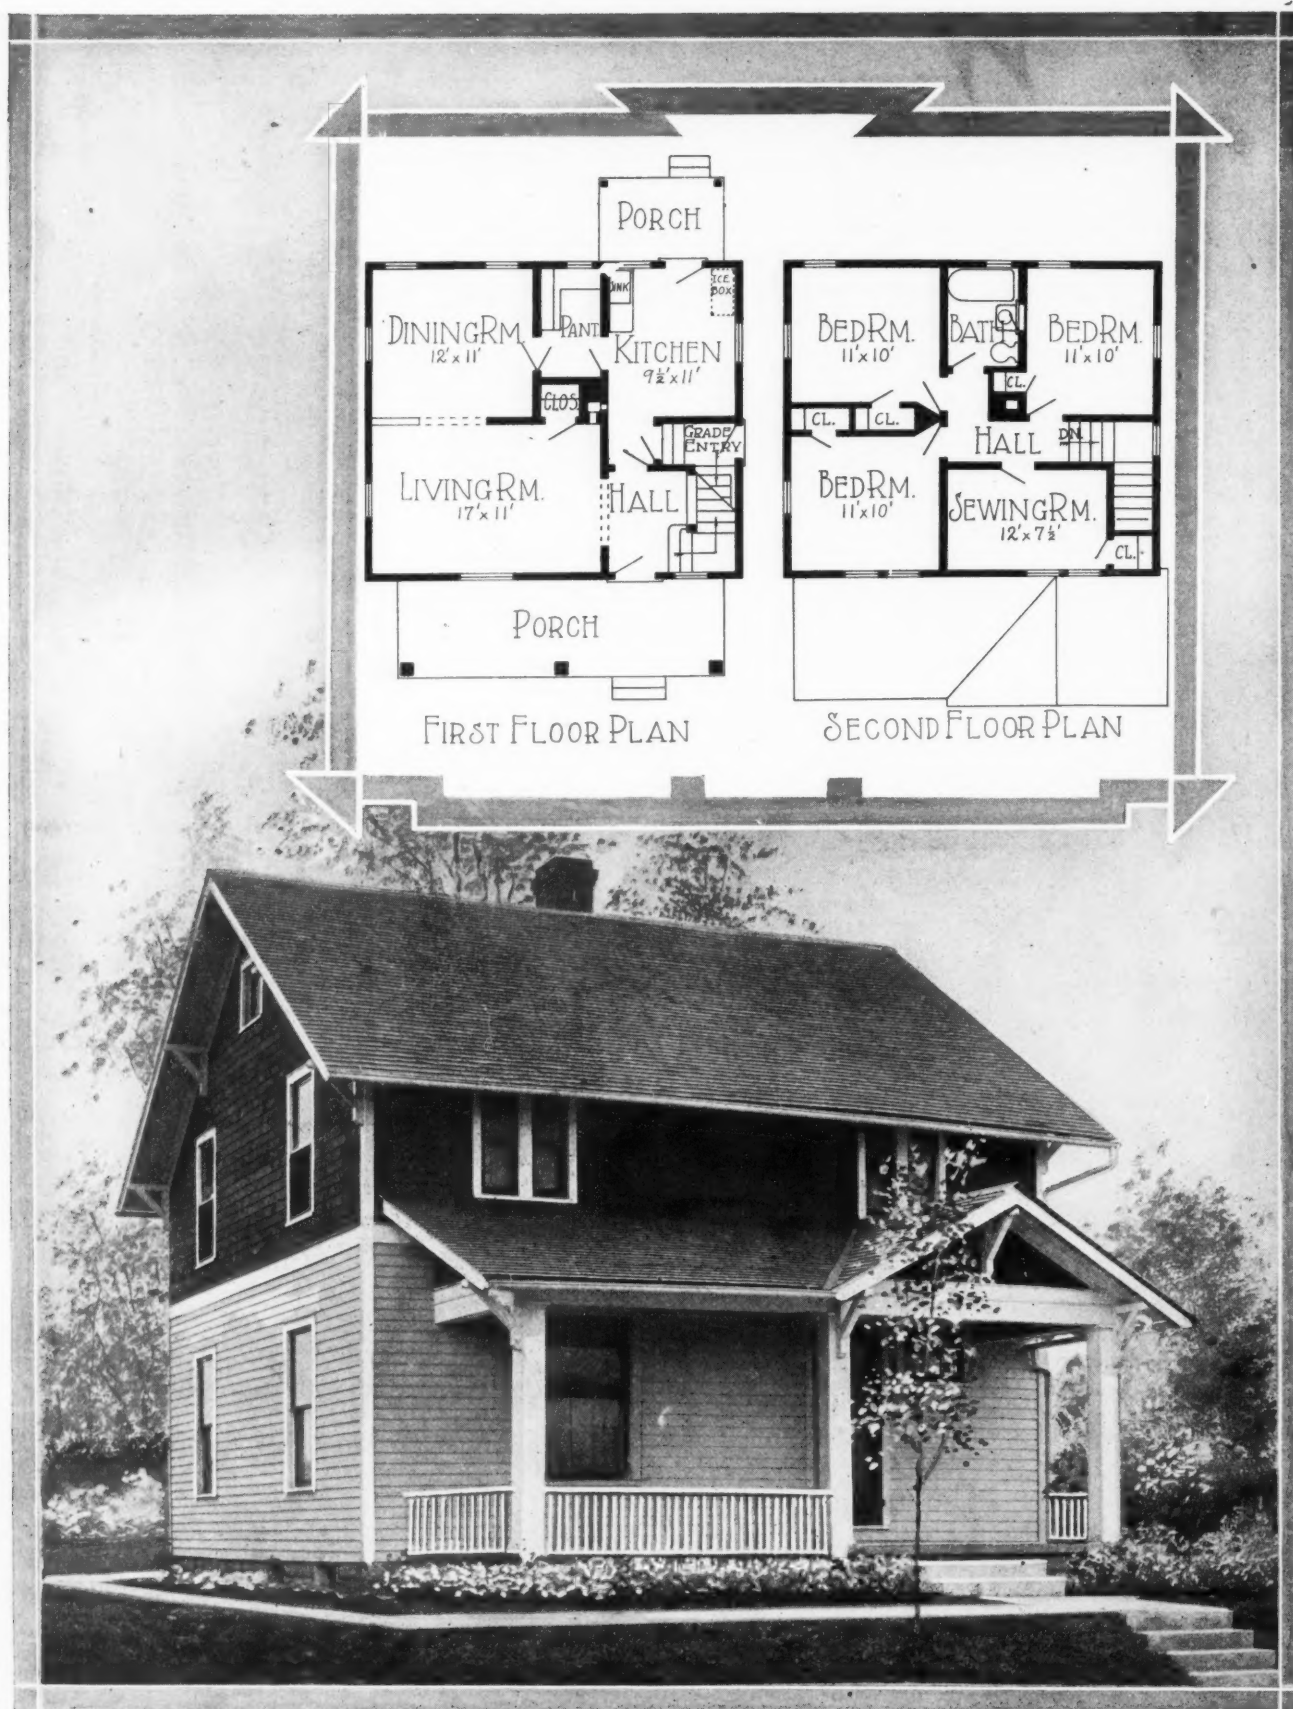 PORCH
DINING RM.
12' x 11'
PANT.
SINK
ICE
BOX
KITCHEN
9½' x 11'
CLOS.
GRADE
ENTRY
LIVING RM.
17' x 11'
HALL
PORCH
FIRST FLOOR PLAN
BED RM.
11' x 10'
BATH
BED RM.
11' x 10'
CL.
CL.
CL.
HALL
DN.
BED RM.
11' x 10'
SEWING RM.
12' x 7½'
CL.
SECOND FLOOR PLAN